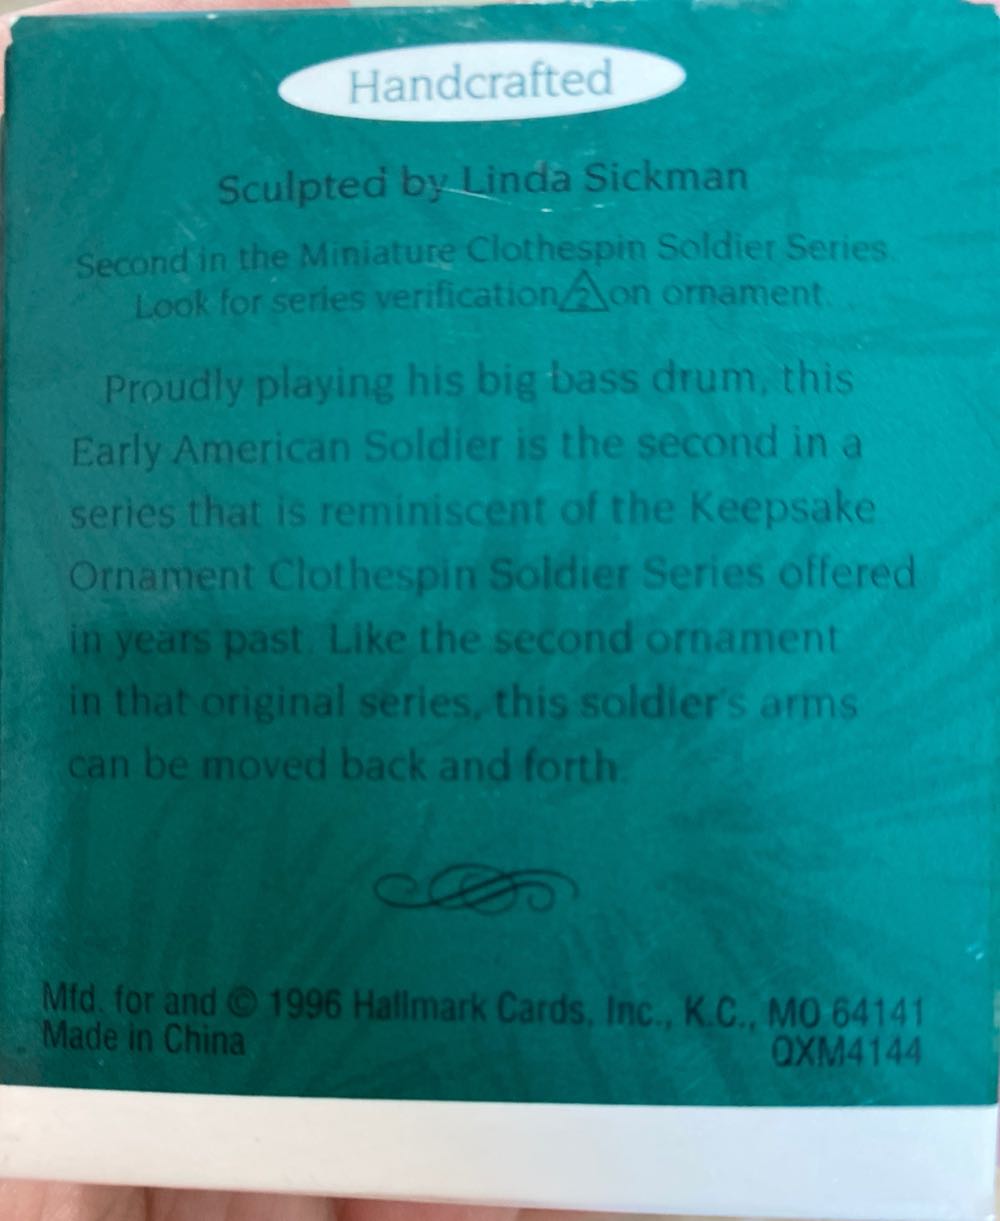 Handcrafted
Sculpted by Linda Sickman
Second in the Miniature Clothespin Soldier Series.
Look for series verification 2 on ornament.
Proudly playing his big bass drum, this
Early American Soldier is the second in a
series that is reminiscent of the Keepsake
Ornament Clothespin Soldier Series offered
in years past. Like the second ornament
in that original series, this soldier's arms
can be moved back and forth.
Mfd. for and © 1996 Hallmark Cards, Inc., K.C., MO 64141
Made in China
QXM4144